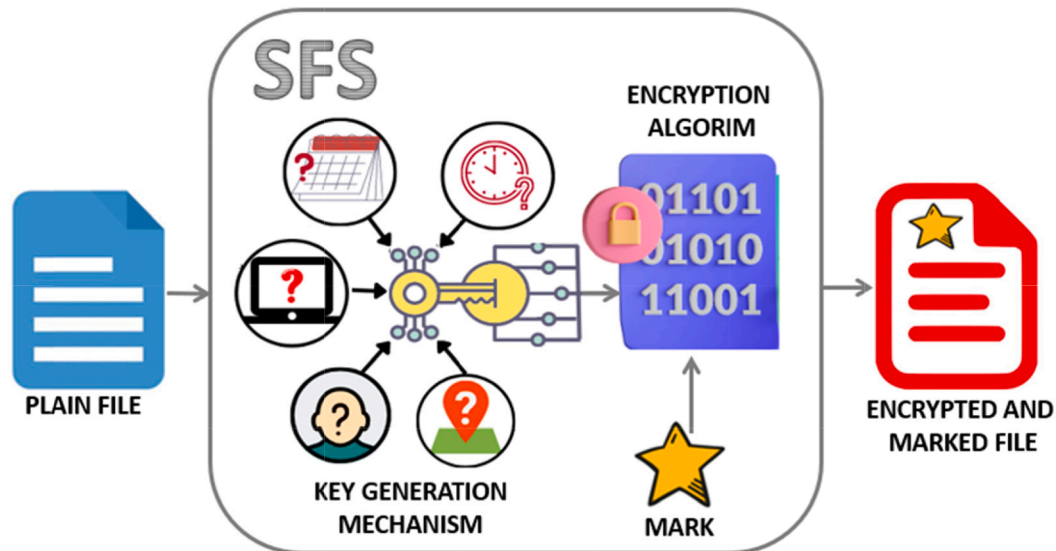 SFS
ENCRYPTION
ALGORIM
?
?
?
?
?
01101
01010
11001
PLAIN FILE
KEY GENERATION
MECHANISM
MARK
ENCRYPTED AND
MARKED FILE